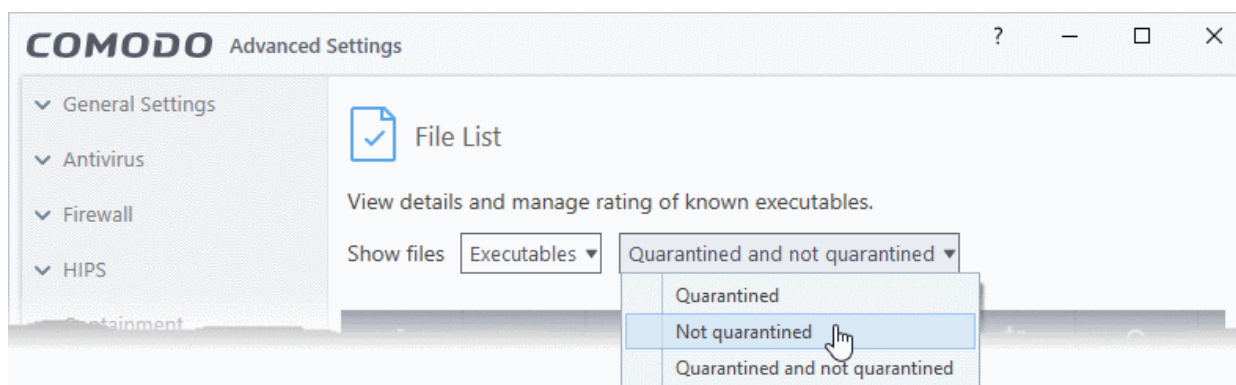 COMODO Advanced Settings ?
General Settings
Antivirus
Firewall
HIPS
Containment
File List
View details and manage rating of known executables.
Show files Executables Quarantined and not quarantined
Quarantined
Not quarantined
Quarantined and not quarantined